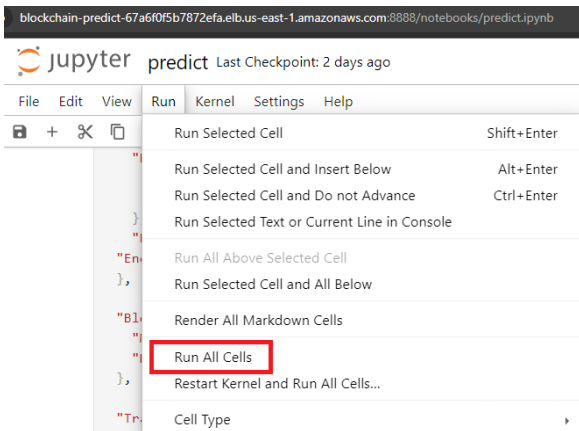 blockchain-predict-67a6f0f5b7872efa.elb.us-east-1.amazonaws.com:8888/notebooks/predict.ipynb
jupyter predict Last Checkpoint: 2 days ago
File Edit View Run Kernel Settings Help
Run Selected Cell Shift+Enter
Run Selected Cell and Insert Below Alt+Enter
Run Selected Cell and Do not Advance Ctrl+Enter
Run Selected Text or Current Line in Console
}
Run All Above Selected Cell
"En
Run Selected Cell and All Below
},
Render All Markdown Cells
"Bl
Run All Cells
Restart Kernel and Run All Cells...
},
Cell Type
"Tr